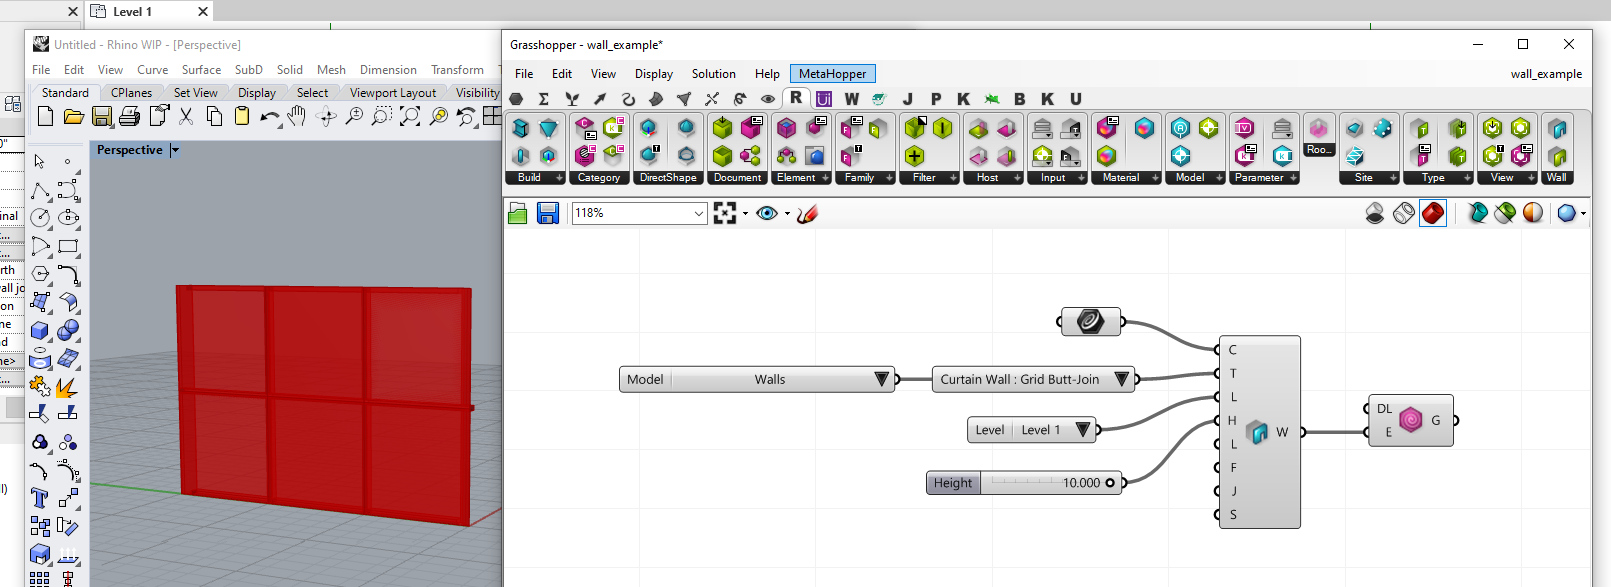 Level 1
Untitled - Rhino WIP - [Perspective]
File Edit View Curve Surface SubD Solid Mesh Dimension Transform
Standard CPlanes Set View Display Select Viewport Layout Visibility
Perspective
0"
inal
rth
all jo
on
ne
d
e>
l)
Grasshopper - wall_example*
File Edit View Display Solution Help MetaHopper wall_example
R Ui W J P K B K U
Build Category DirectShape Document Element Family Filter Host Input Material Model Parameter Roo... Site Type View Wall
118%
Model Walls
Curtain Wall : Grid Butt-Join
Level Level 1
Height 10.000
C
T
L
H
L
F
J
S
W
DL
E
G